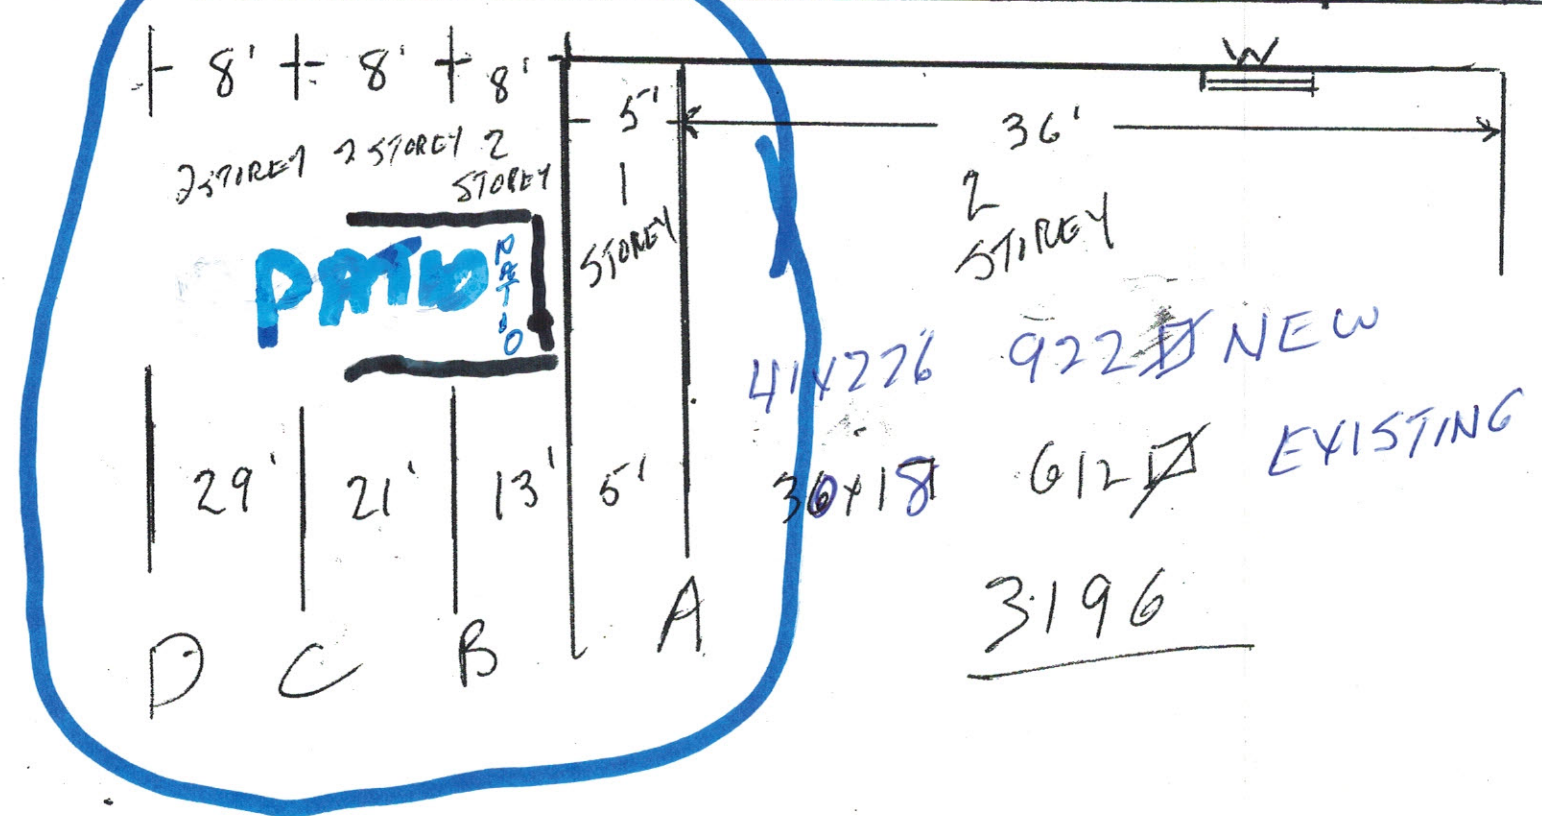 8' 8' 8'
W
5'
36'
2 STOREY 2 STOREY 2
STOREY
1
STOREY
2
STOREY
PATIO
PATIO
41x226 922 NEW
36x18 612 EXISTING
29' 21' 13' 5'
3196
D C B A